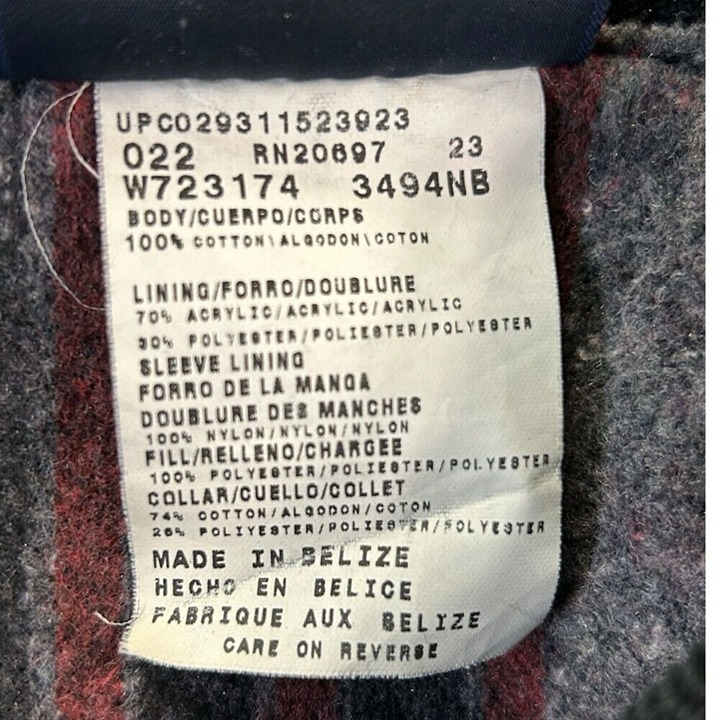 UPC029311523923
022 RN20697 23
W723174 3494NB
BODY/CUERPO/CORPS
100% COTTON\ALGODON\COTON
LINING/FORRO/DOUBLURE
70% ACRYLIC/ACRYLIC/ACRYLIC
30% POLYESTER/POLIESTER/POLYESTER
SLEEVE LINING
FORRO DE LA MANGA
DOUBLURE DES MANCHES
100% NYLON/NYLON/NYLON
FILL/RELLENO/CHARGEE
100% POLYESTER/POLIESTER/POLYESTER
COLLAR/CUELLO/COLLET
74% COTTON/ALGODON/COTON
26% POLIYESTER/POLIESTER/POLYESTER
MADE IN BELIZE
HECHO EN BELICE
FABRIQUE AUX BELIZE
CARE ON REVERSE